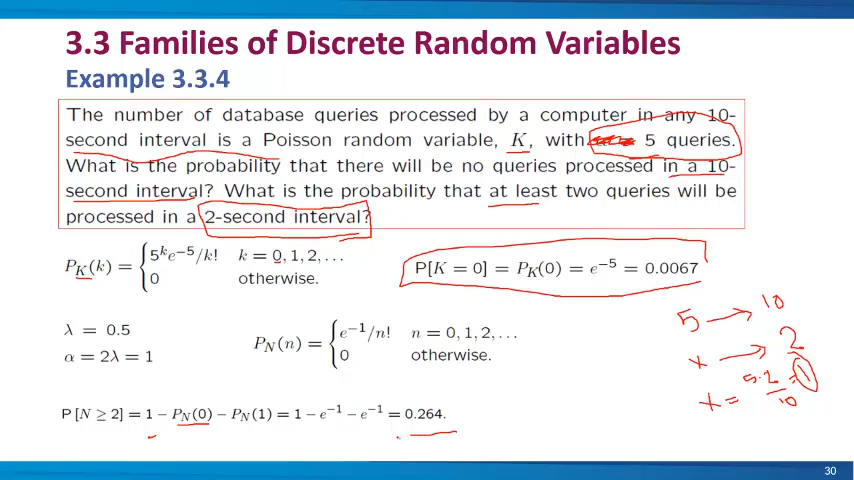 3.3 Families of Discrete Random Variables
Example 3.3.4
The number of database queries processed by a computer in any 10-
second interval is a Poisson random variable, K, with 5 queries.
What is the probability that there will be no queries processed in a 10-
second interval? What is the probability that at least two queries will be
processed in a 2-second interval?
P_K(k) = { 5^k e^−5/k! k = 0, 1, 2, . . .
0 otherwise.
P[K = 0] = P_K(0) = e^−5 = 0.0067
λ = 0.5
α = 2λ = 1
P_N(n) = { e^−1/n! n = 0, 1, 2, . . .
0 otherwise.
P [N ≥ 2] = 1 − P_N(0) − P_N(1) = 1 − e^−1 − e^−1 = 0.264.
5 → 10
x → 2
x = 5·2/10 = 1
30